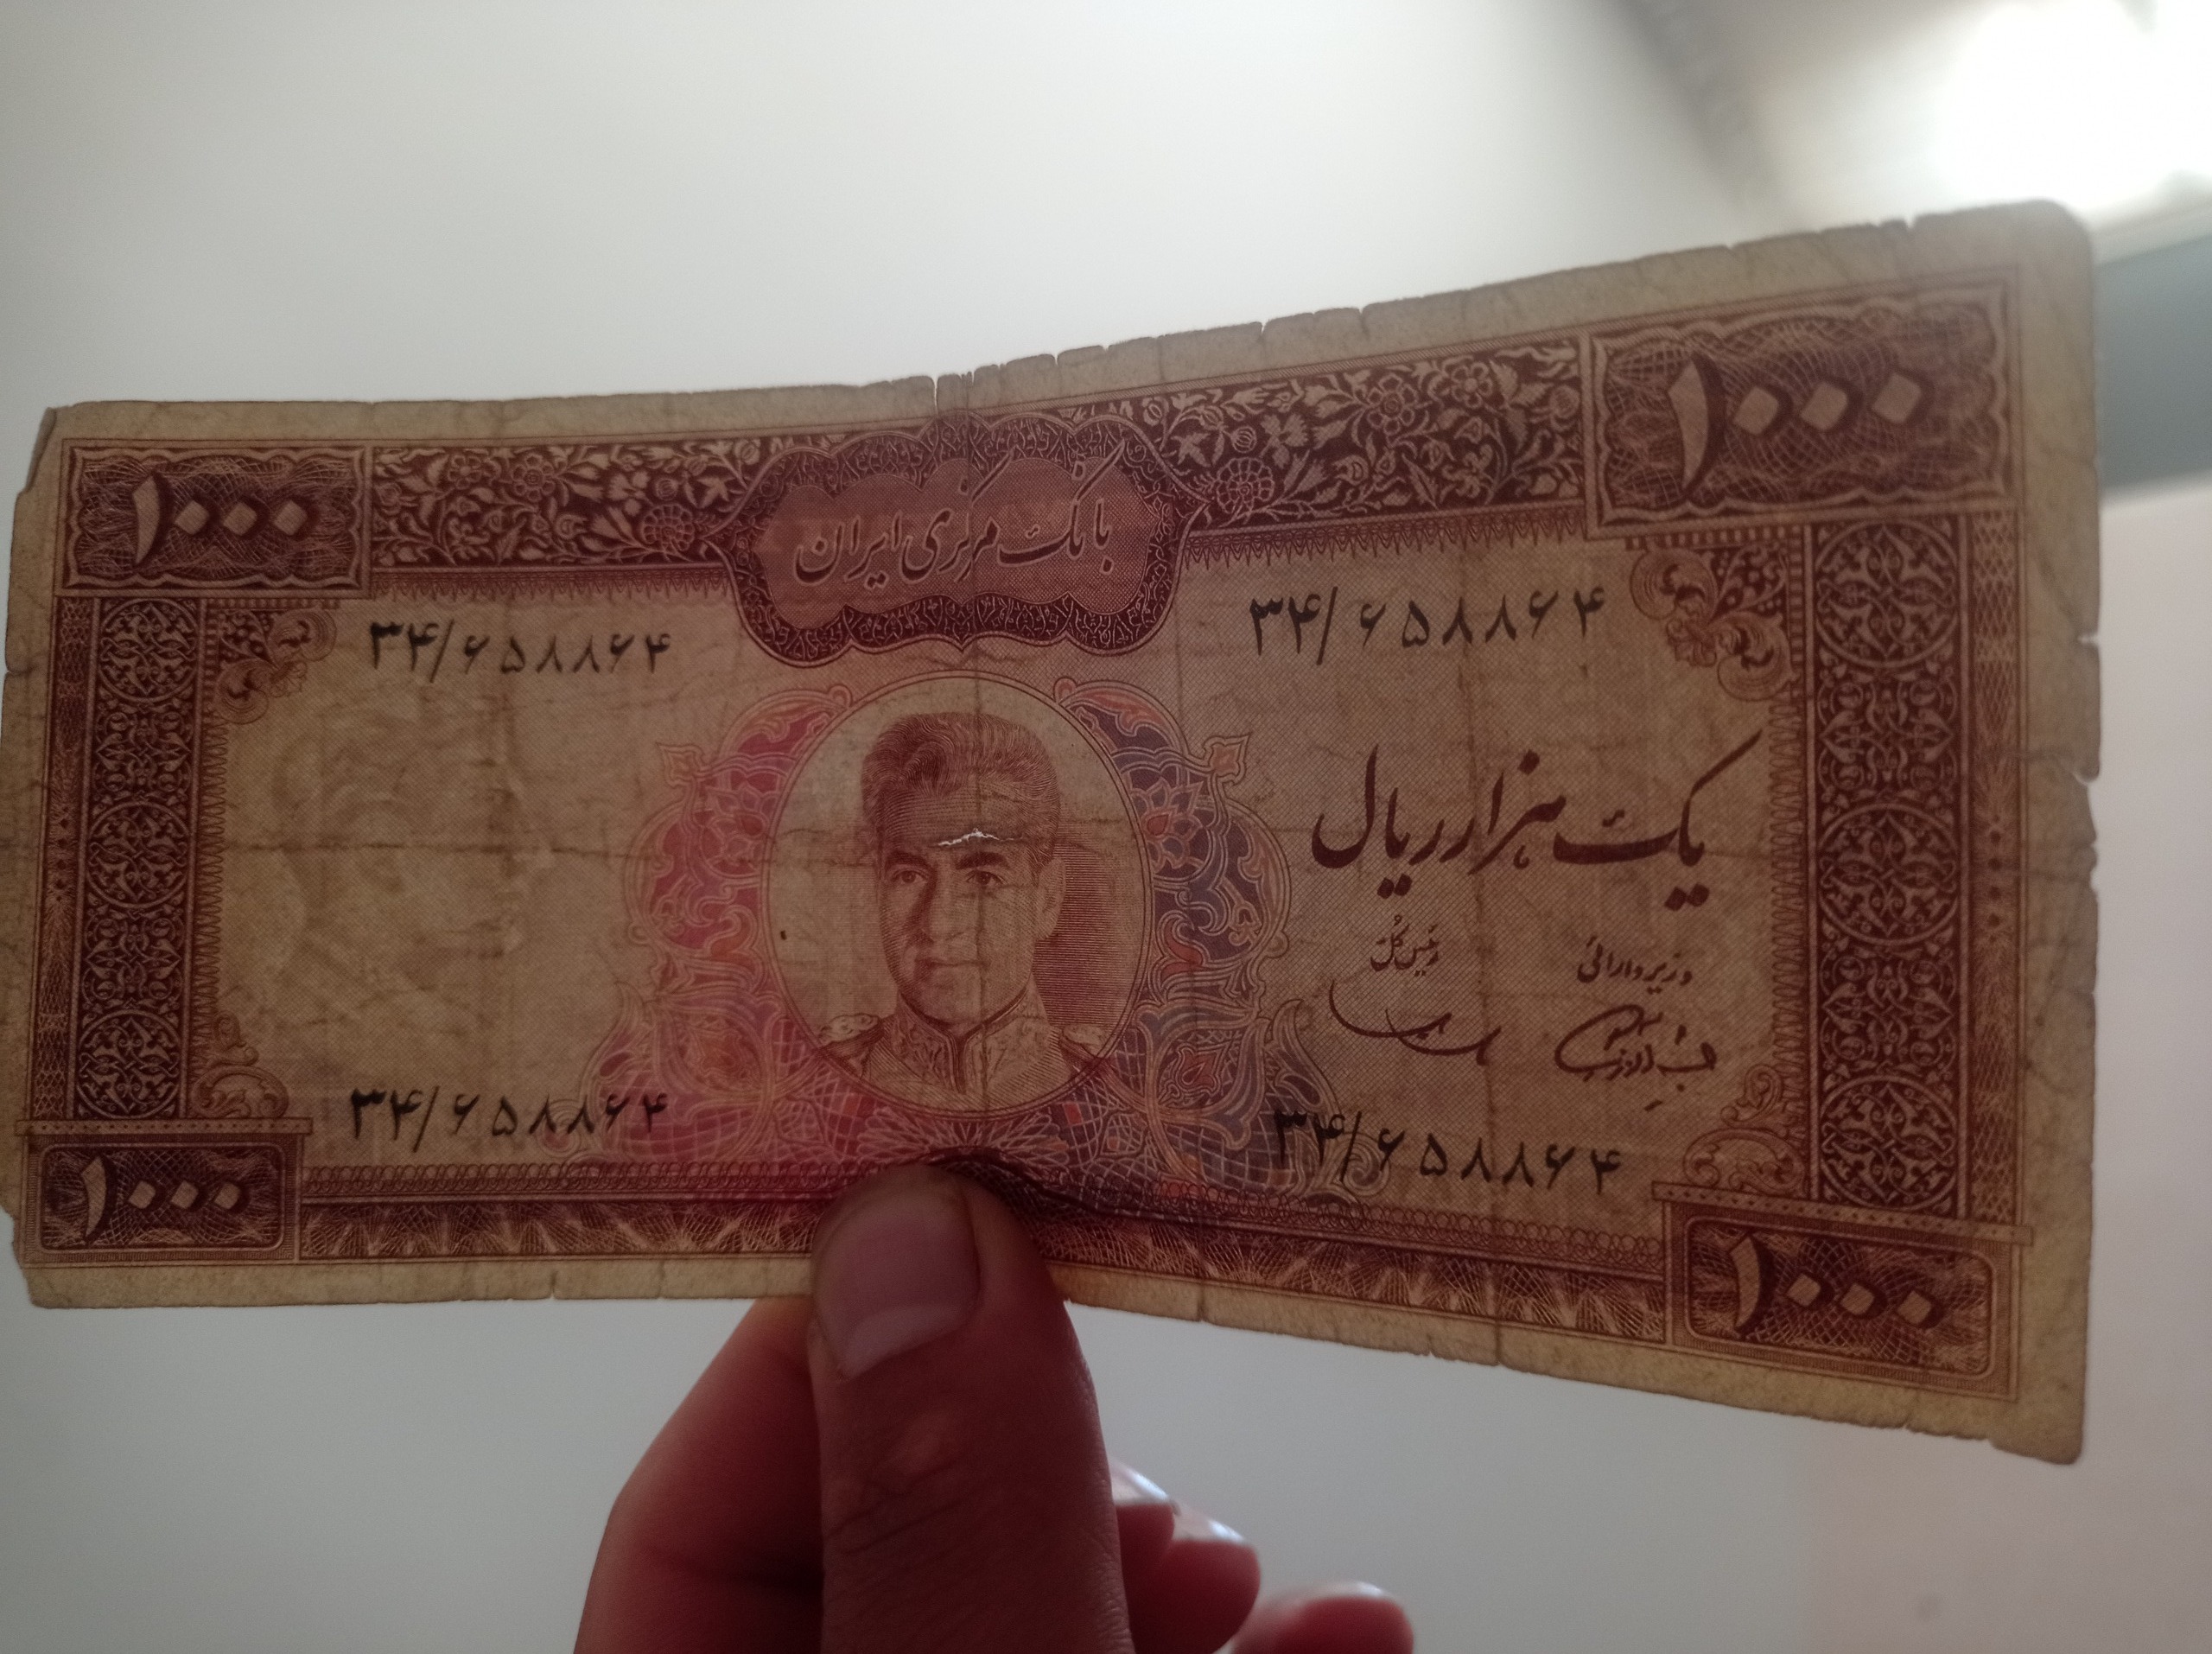 ۱۰۰۰
۱۰۰۰
بانک مرکزی ایران
۳۴/۶۵۸۸۶۴
۳۴/۶۵۸۸۶۴
یک هزار ریال
وزیر دارائی
رئیس کل
۳۴/۶۵۸۸۶۴
۳۴/۶۵۸۸۶۴
۱۰۰۰
۱۰۰۰